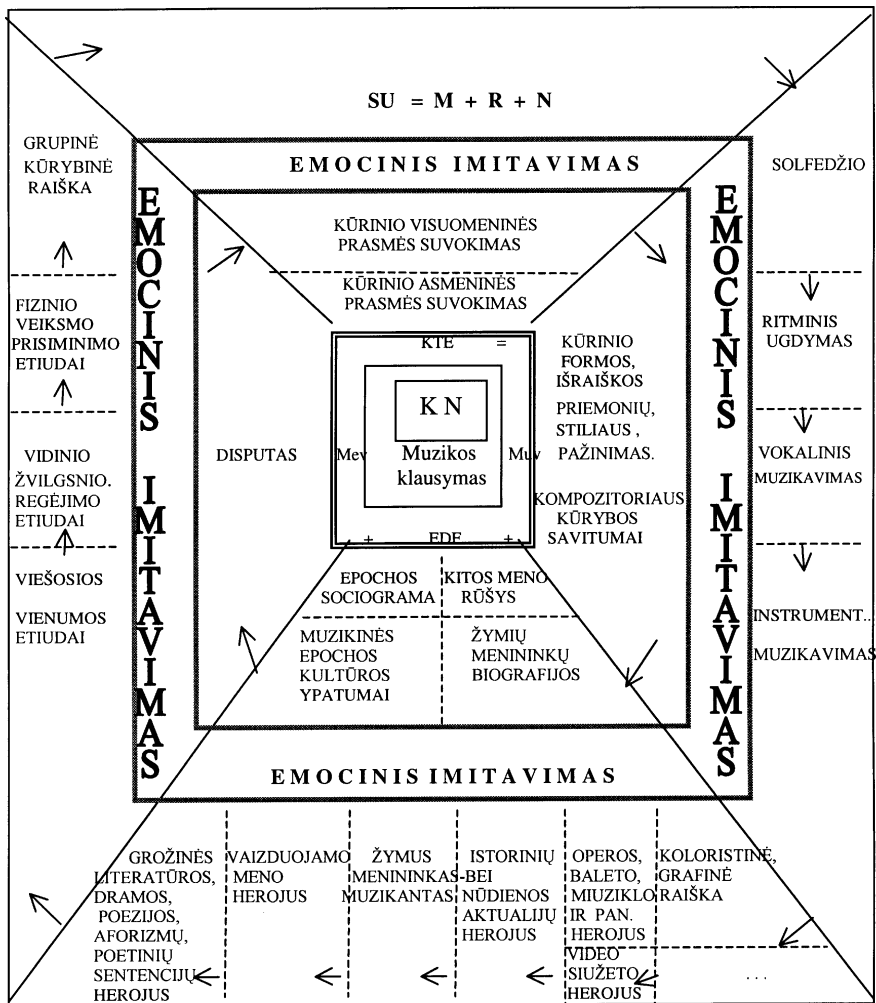 SU = M + R + N
GRUPINĖ
KŪRYBINĖ
RAIŠKA
EMOCINIS IMITAVIMAS
SOLFEDŽIO
EMOCINIS IMITAVIMAS
EMOCINIS IMITAVIMAS
KŪRINIO VISUOMENINĖS
PRASMĖS SUVOKIMAS
KŪRINIO ASMENINĖS
PRASMĖS SUVOKIMAS
FIZINIO
VEIKSMO
PRISIMINIMO
ETIUDAI
RITMINIS
UGDYMAS
KTE =
KŪRINIO
FORMOS,
IŠRAIŠKOS
PRIEMONIŲ,
STILIAUS ,
PAŽINIMAS.
K N
DISPUTAS
Mev
Muzikos
klausymas
Muv
VIDINIO
ŽVILGSNIO.
REGĖJIMO
ETIUDAI
VOKALINIS
MUZIKAVIMAS
KOMPOZITORIAUS
KŪRYBOS
SAVITUMAI
+ EDE +
VIEŠOSIOS
VIENUMOS
ETIUDAI
EPOCHOS
SOCIOGRAMA
KITOS MENO
RŪŠYS
INSTRUMENT..
MUZIKAVIMAS
MUZIKINĖS
EPOCHOS
KULTŪROS
YPATUMAI
ŽYMIŲ
MENININKŲ
BIOGRAFIJOS
EMOCINIS IMITAVIMAS
GROŽINĖS
LITERATŪROS,
DRAMOS,
POEZIJOS,
AFORIZMŲ,
POETINIŲ
SENTENCIJŲ
HEROJUS
VAIZDUOJAMO
MENO
HEROJUS
ŽYMUS
MENININKAS-
MUZIKANTAS
ISTORINIŲ
BEI
NŪDIENOS
AKTUALIJŲ
HEROJUS
OPEROS,
BALETO,
MIUZIKLO
IR PAN.
HEROJUS
VIDEO
SIUŽETO
HEROJUS
KOLORISTINĖ,
GRAFINĖ
RAIŠKA
. . .